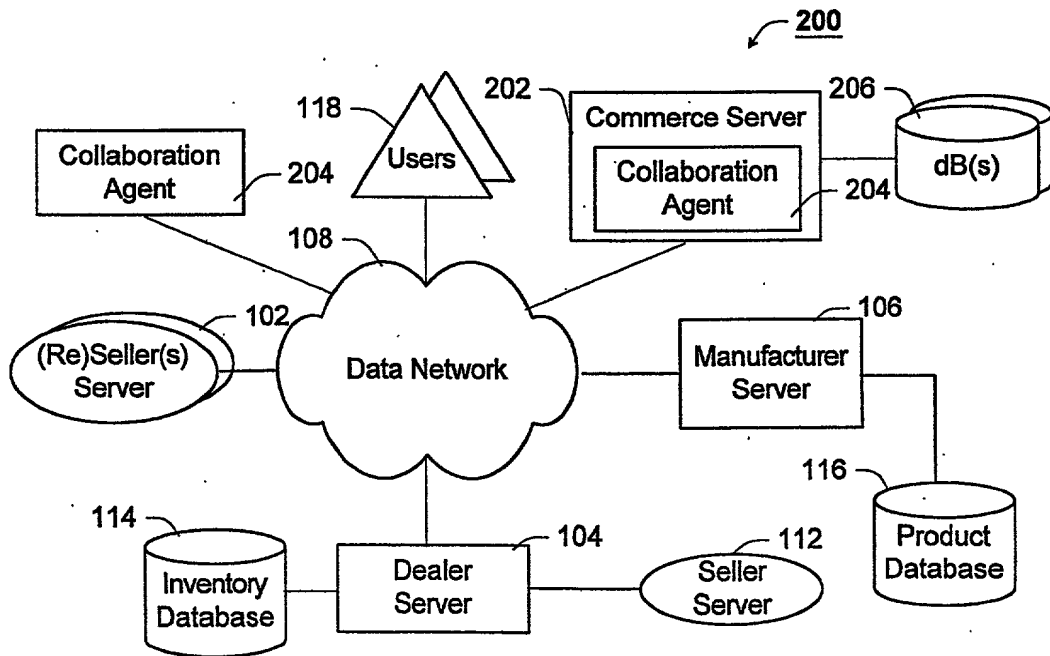 200
118
202
206
Commerce Server
Collaboration
Agent
204
Users
Collaboration
Agent
204
dB(s)
108
102
(Re)Seller(s)
Server
Data Network
106
Manufacturer
Server
116
Product
Database
114
Inventory
Database
104
Dealer
Server
112
Seller
Server